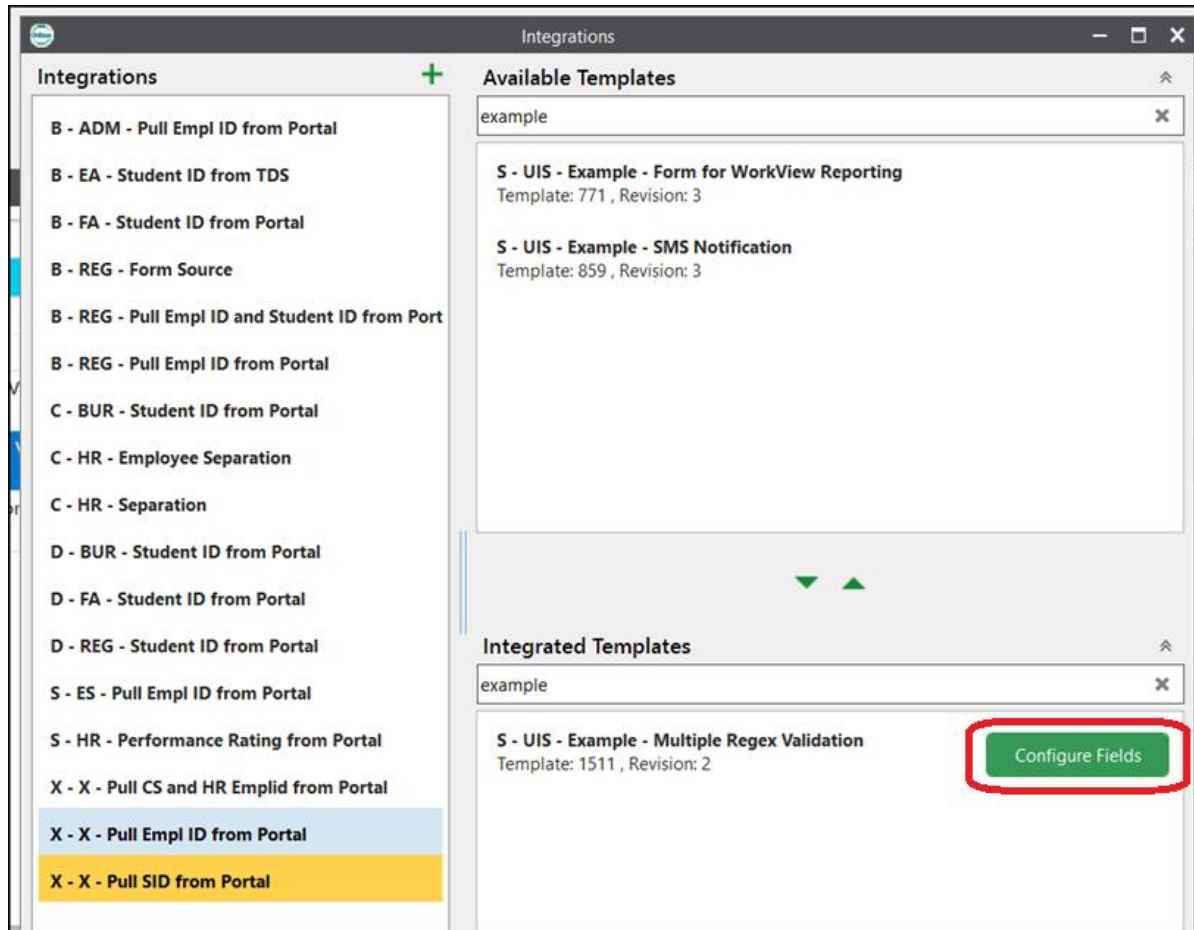 Integrations
Integrations
B - ADM - Pull Empl ID from Portal
B - EA - Student ID from TDS
B - FA - Student ID from Portal
B - REG - Form Source
B - REG - Pull Empl ID and Student ID from Port
B - REG - Pull Empl ID from Portal
C - BUR - Student ID from Portal
C - HR - Employee Separation
C - HR - Separation
D - BUR - Student ID from Portal
D - FA - Student ID from Portal
D - REG - Student ID from Portal
S - ES - Pull Empl ID from Portal
S - HR - Performance Rating from Portal
X - X - Pull CS and HR Emplid from Portal
X - X - Pull Empl ID from Portal
X - X - Pull SID from Portal
Available Templates
example
S - UIS - Example - Form for WorkView Reporting
Template: 771 , Revision: 3
S - UIS - Example - SMS Notification
Template: 859 , Revision: 3
Integrated Templates
example
S - UIS - Example - Multiple Regex Validation
Template: 1511 , Revision: 2
Configure Fields